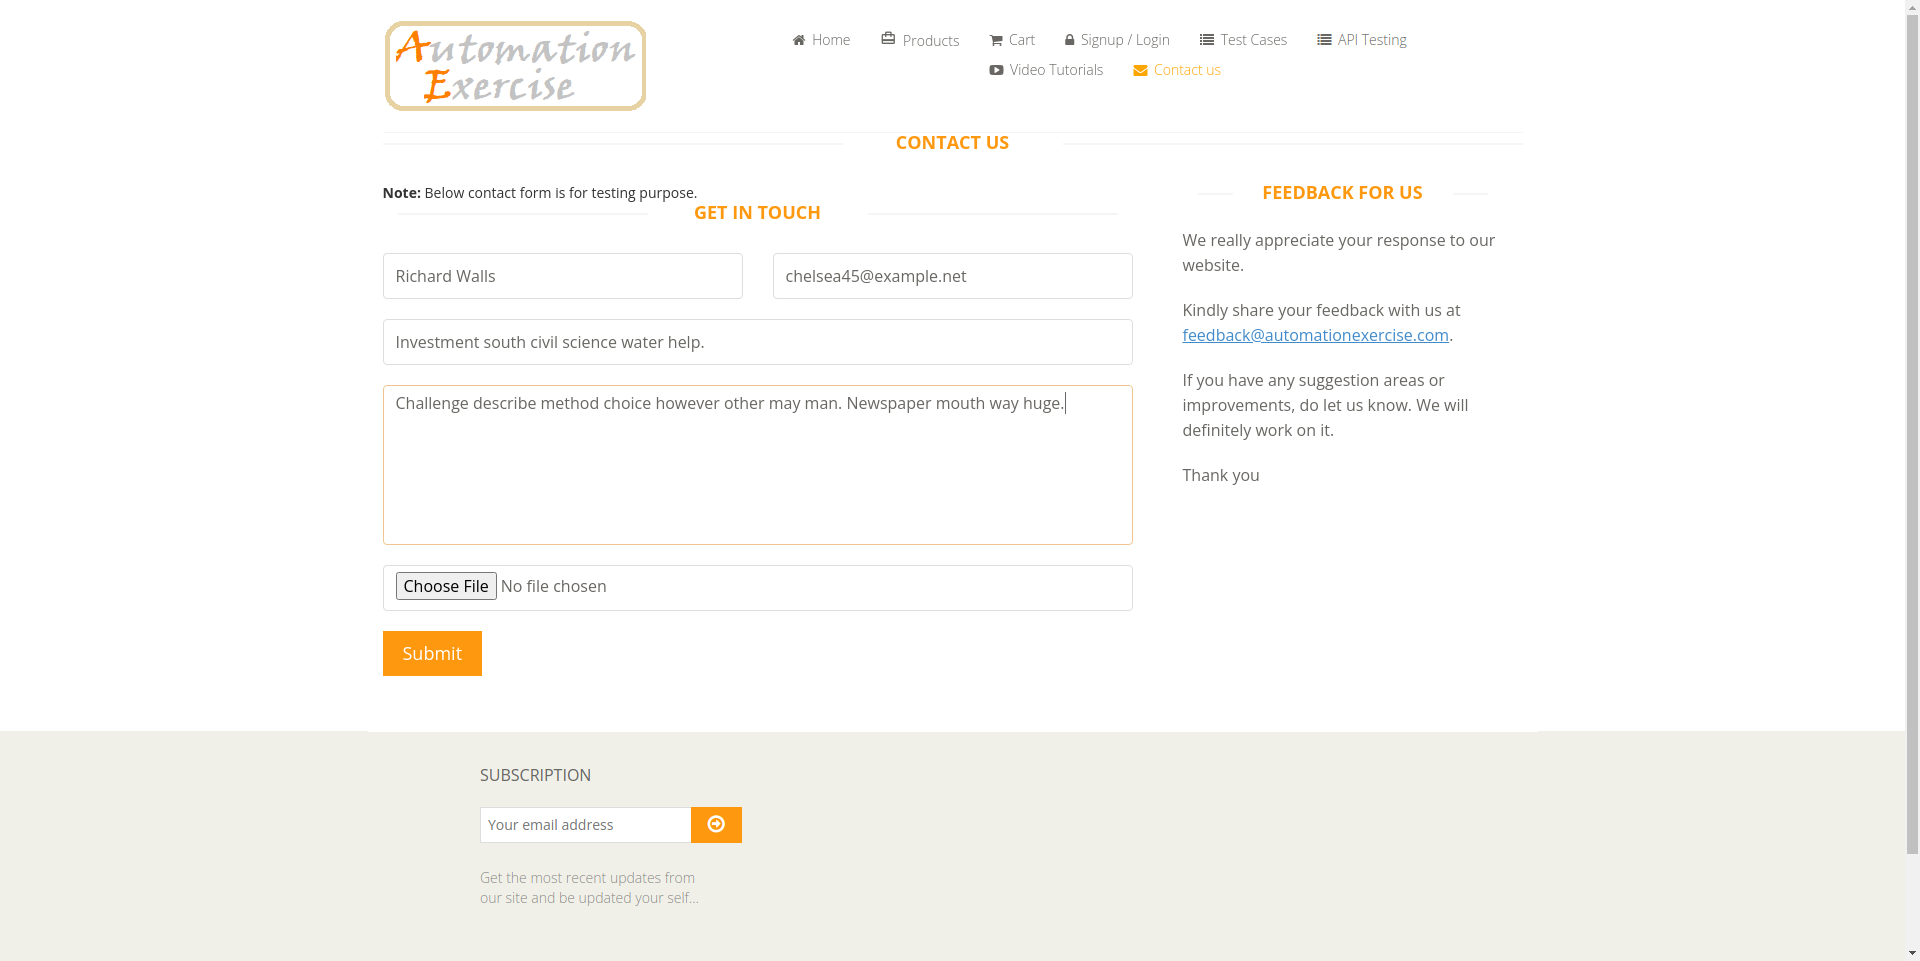 Automation
Exercise
Home
Products
Cart
Signup / Login
Test Cases
API Testing
Video Tutorials
Contact us
CONTACT US
Note: Below contact form is for testing purpose.
GET IN TOUCH
Richard Walls
chelsea45@example.net
Investment south civil science water help.
Challenge describe method choice however other may man. Newspaper mouth way huge.
Choose File No file chosen
Submit
FEEDBACK FOR US
We really appreciate your response to our
website.
Kindly share your feedback with us at
feedback@automationexercise.com.
If you have any suggestion areas or
improvements, do let us know. We will
definitely work on it.
Thank you
SUBSCRIPTION
Your email address
Get the most recent updates from
our site and be updated your self...